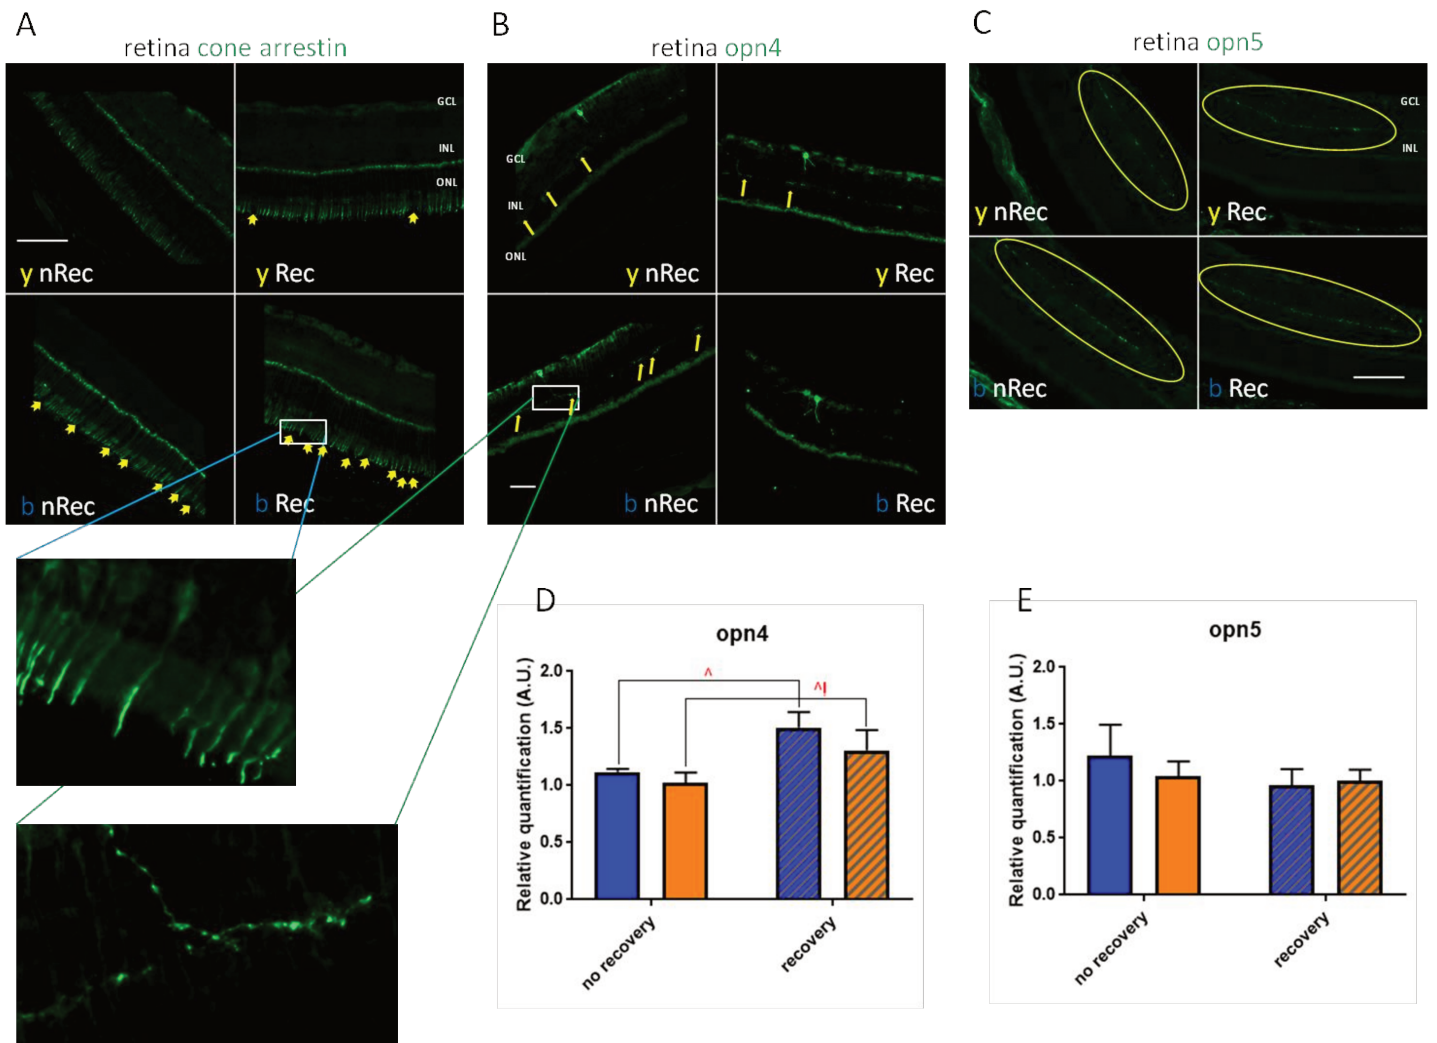 A
retina cone arrestin
GCL
INL
ONL
y nRec
y Rec
b nRec
b Rec
B
retina opn4
GCL
INL
ONL
y nRec
y Rec
b nRec
b Rec
C
retina opn5
GCL
INL
y nRec
y Rec
b nRec
b Rec
D
opn4
Relative quantification (A.U.)
2.0
1.5
1.0
0.5
0.0
^
^|
no recovery
recovery
E
opn5
Relative quantification (A.U.)
2.0
1.5
1.0
0.5
0.0
no recovery
recovery